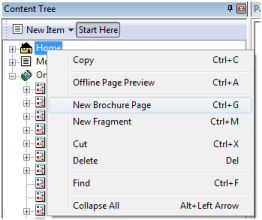 Content Tree
New Item Start Here
Home
Copy Ctrl+C
Offline Page Preview Ctrl+A
New Brochure Page Ctrl+G
New Fragment Ctrl+M
Cut Ctrl+X
Delete Del
Find Ctrl+F
Collapse All Alt+Left Arrow